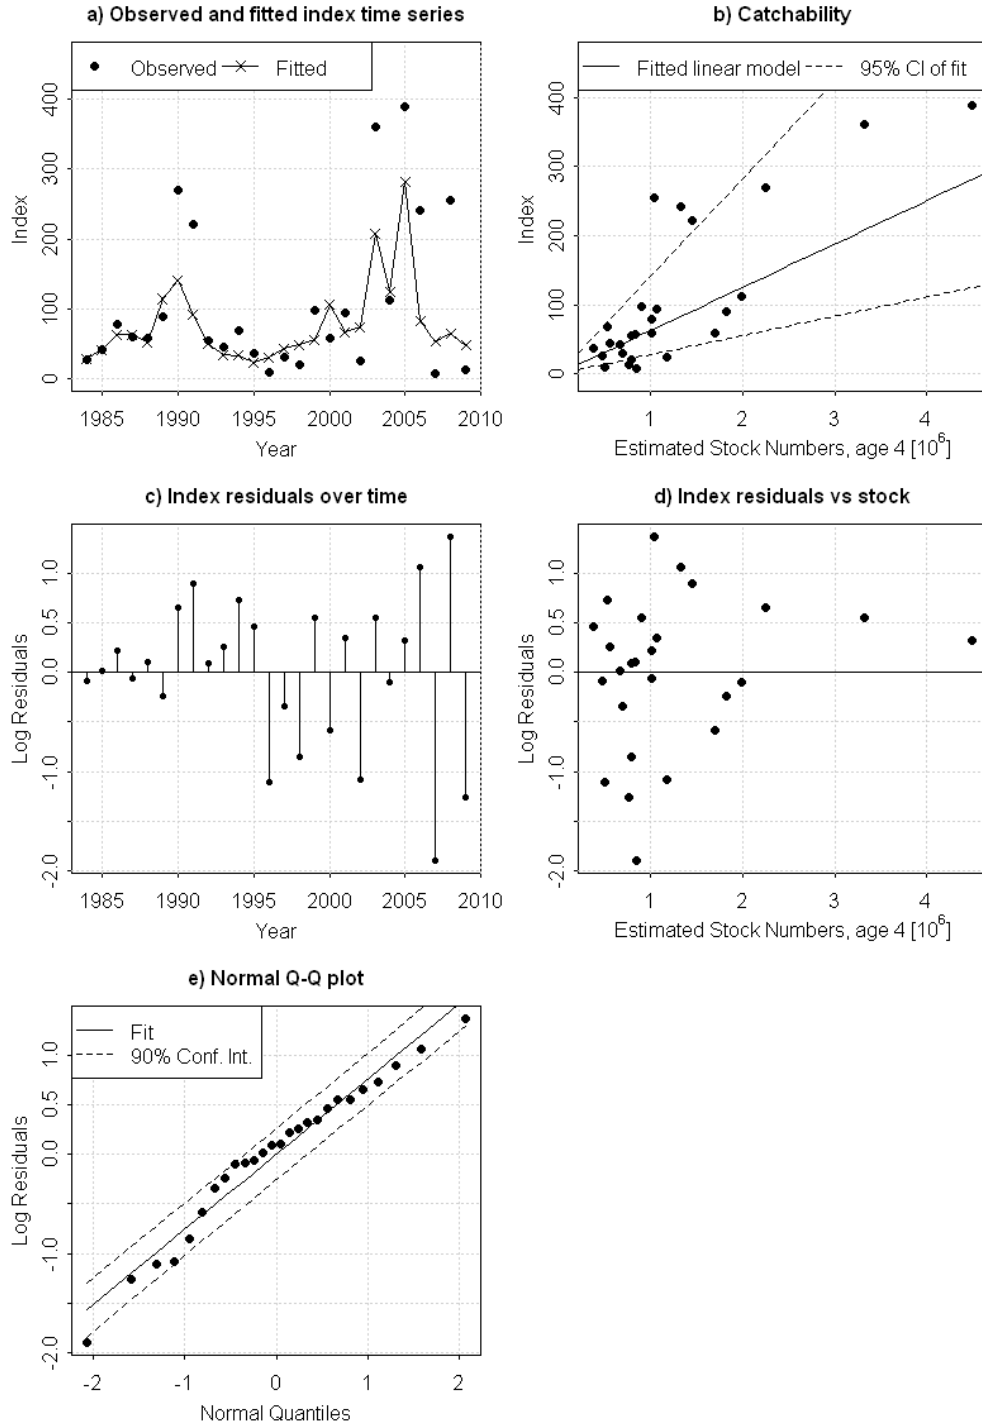 a) Observed and fitted index time series
Observed Fitted
Index
400
300
200
100
0
1985 1990 1995 2000 2005 2010
Year
b) Catchability
Fitted linear model 95% CI of fit
Index
400
300
200
100
0
1 2 3 4
Estimated Stock Numbers, age 4 [10^6]
c) Index residuals over time
Log Residuals
1.0
0.5
0.0
-1.0
-2.0
1985 1990 1995 2000 2005 2010
Year
d) Index residuals vs stock
Log Residuals
1.0
0.5
0.0
-1.0
-2.0
1 2 3 4
Estimated Stock Numbers, age 4 [10^6]
e) Normal Q-Q plot
Fit
90% Conf. Int.
Log Residuals
1.0
0.5
0.0
-1.0
-2.0
-2 -1 0 1 2
Normal Quantiles